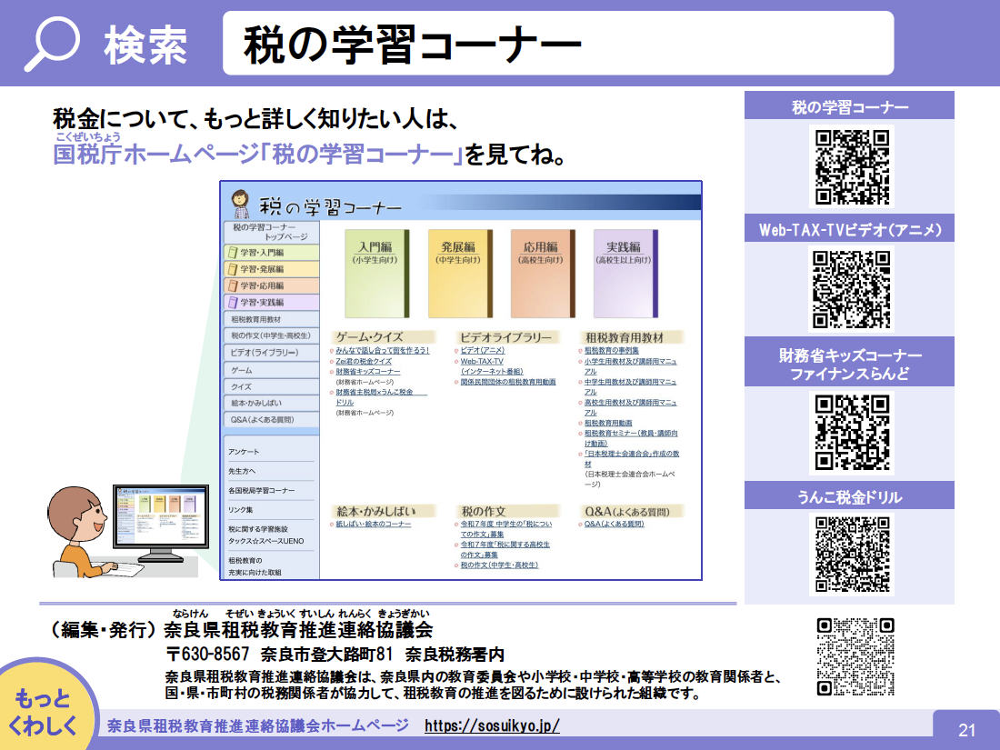 検索
税の学習コーナー
税金について、もっと詳しく知りたい人は、
こくぜいちょう
国税庁ホームページ「税の学習コーナー」を見てね。
税の学習コーナー
税の学習コーナー
トップページ
学習・入門編
学習・発展編
学習・応用編
学習・実践編
租税教育用教材
税の作文(中学生・高校生)
ビデオ(ライブラリー)
ゲーム
クイズ
絵本・かみしばい
Q&A(よくある質問)
アンケート
先生方へ
各国税局学習コーナー
リンク集
税に関する学習施設
タックス☆スペースUENO
租税教育の
充実に向けた取組
入門編
(小学生向け)
発展編
(中学生向け)
応用編
(高校生向け)
実践編
(高校生以上向け)
ゲーム・クイズ
みんなで話し合って街を作ろう!
Zei君の税金クイズ
財務省キッズコーナー
(財務省ホームページ)
財務省主税局×うんこ税金
ドリル
(財務省ホームページ)
ビデオライブラリー
ビデオ(アニメ)
Web-TAX-TV
(インターネット番組)
関係民間団体の租税教育用動画
租税教育用教材
租税教育の事例集
小学生用教材及び講師用マニュ
アル
中学生用教材及び講師用マニュ
アル
高校生用教材及び講師用マニュ
アル
租税教育用動画
租税教育セミナー(教員・講師向
け動画)
「日本税理士会連合会」作成の教
材
(日本税理士会連合会ホームペ
ージ)
絵本・かみしばい
紙しばい・絵本のコーナー
税の作文
令和7年度 中学生の「税につい
ての作文」募集
令和7年度「税に関する高校生
の作文」募集
税の作文(中学生・高校生)
Q&A(よくある質問)
Q&A(よくある質問)
税の学習コーナー
Web-TAX-TVビデオ(アニメ)
財務省キッズコーナー
ファイナンスらんど
うんこ税金ドリル
ならけん そぜい きょういく すいしん れんらく きょうぎかい
(編集・発行) 奈良県租税教育推進連絡協議会
〒630-8567 奈良市登大路町81 奈良税務署内
奈良県租税教育推進連絡協議会は、奈良県内の教育委員会や小学校・中学校・高等学校の教育関係者と、
国・県・市町村の税務関係者が協力して、租税教育の推進を図るために設けられた組織です。
もっと
くわしく
奈良県租税教育推進連絡協議会ホームページ https://sosuikyo.jp/
21